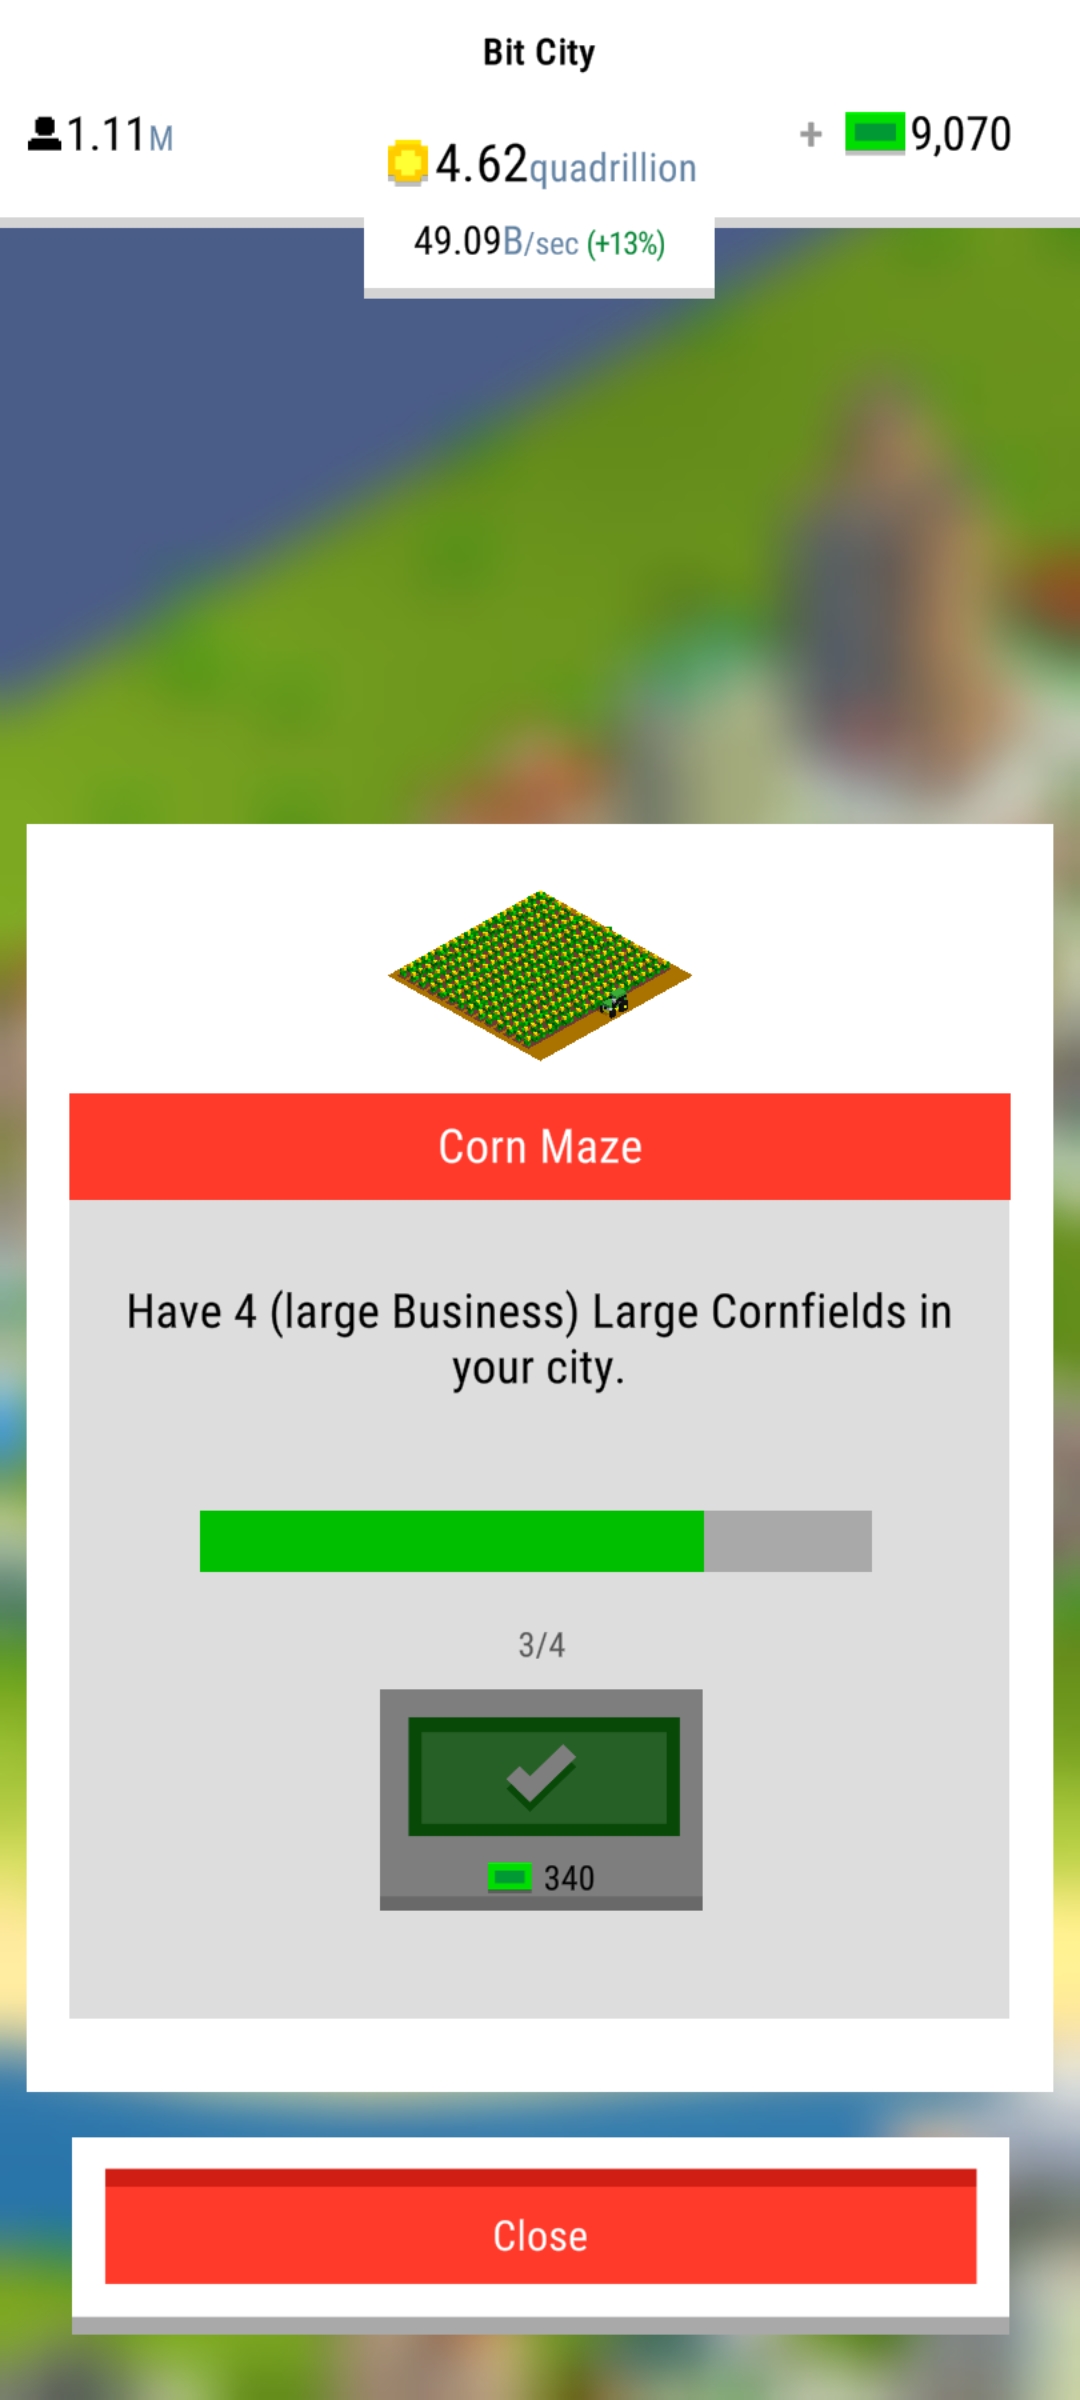 Bit City
1.11M
4.62quadrillion
+ 9,070
49.09B/sec (+13%)
Corn Maze
Have 4 (large Business) Large Cornfields in
your city.
3/4
340
Close